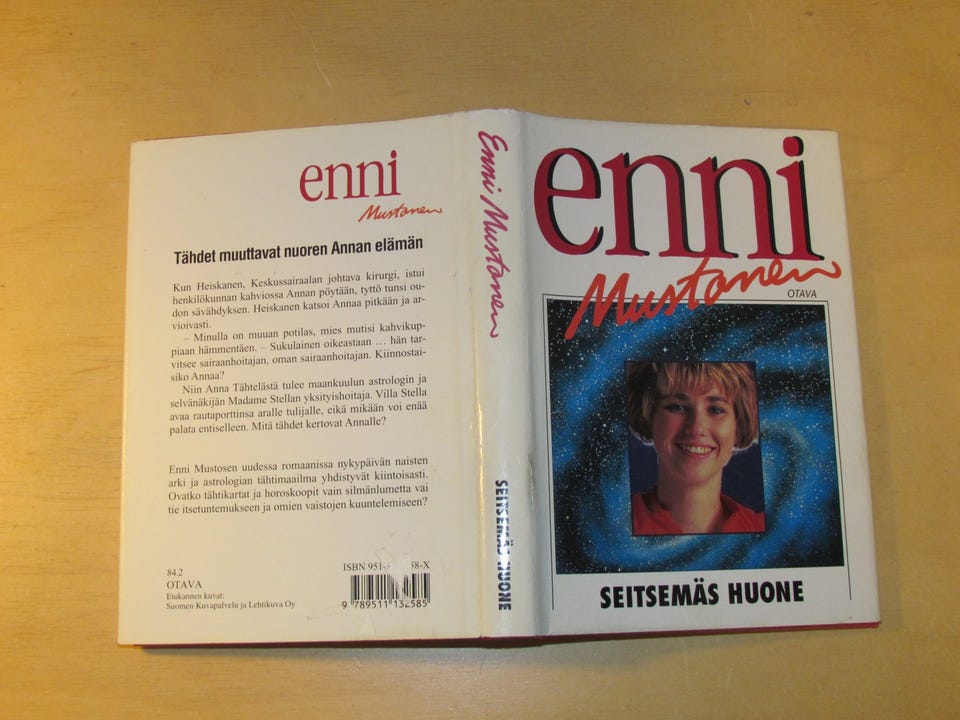 enni
Mustonen
Tähdet muuttavat nuoren Annan elämän
Kun Heiskanen, Keskussairaalan johtava kirurgi, istui
henkilökunnan kahviossa Annan pöytään, tyttö tunsi ou-
don sävähdyksen. Heiskanen katsoi Annaa pitkään ja ar-
vioivasti.
– Minulla on muuan potilas, mies mutisi kahvikup-
piaan hämmentäen. – Sukulainen oikeastaan ... hän tar-
vitsee sairaanhoitajan, oman sairaanhoitajan. Kiinnostai-
siko Annaa?
Niin Anna Tähtelästä tulee maankuulun astrologin ja
selvänäkijän Madame Stellan yksityishoitaja. Villa Stella
avaa rautaporttinsa aralle tulijalle, eikä mikään voi enää
palata entiselleen. Mitä tähdet kertovat Annalle?
Enni Mustosen uudessa romaanissa nykypäivän naisten
arki ja astrologian tähtimaailma yhdistyvät kiintoisasti.
Ovatko tähtikartat ja horoskoopit vain silmänlumetta vai
tie itsetuntemukseen ja omien vaistojen kuuntelemiseen?
84.2
OTAVA
Etukannen kuvat:
Suomen Kuvapalvelu ja Lehtikuva Oy
ISBN 951- 58-X
9 789511 132585
Enni Mustonen
SEITSEMÄS HUONE
enni
Mustonen
OTAVA
SEITSEMÄS HUONE